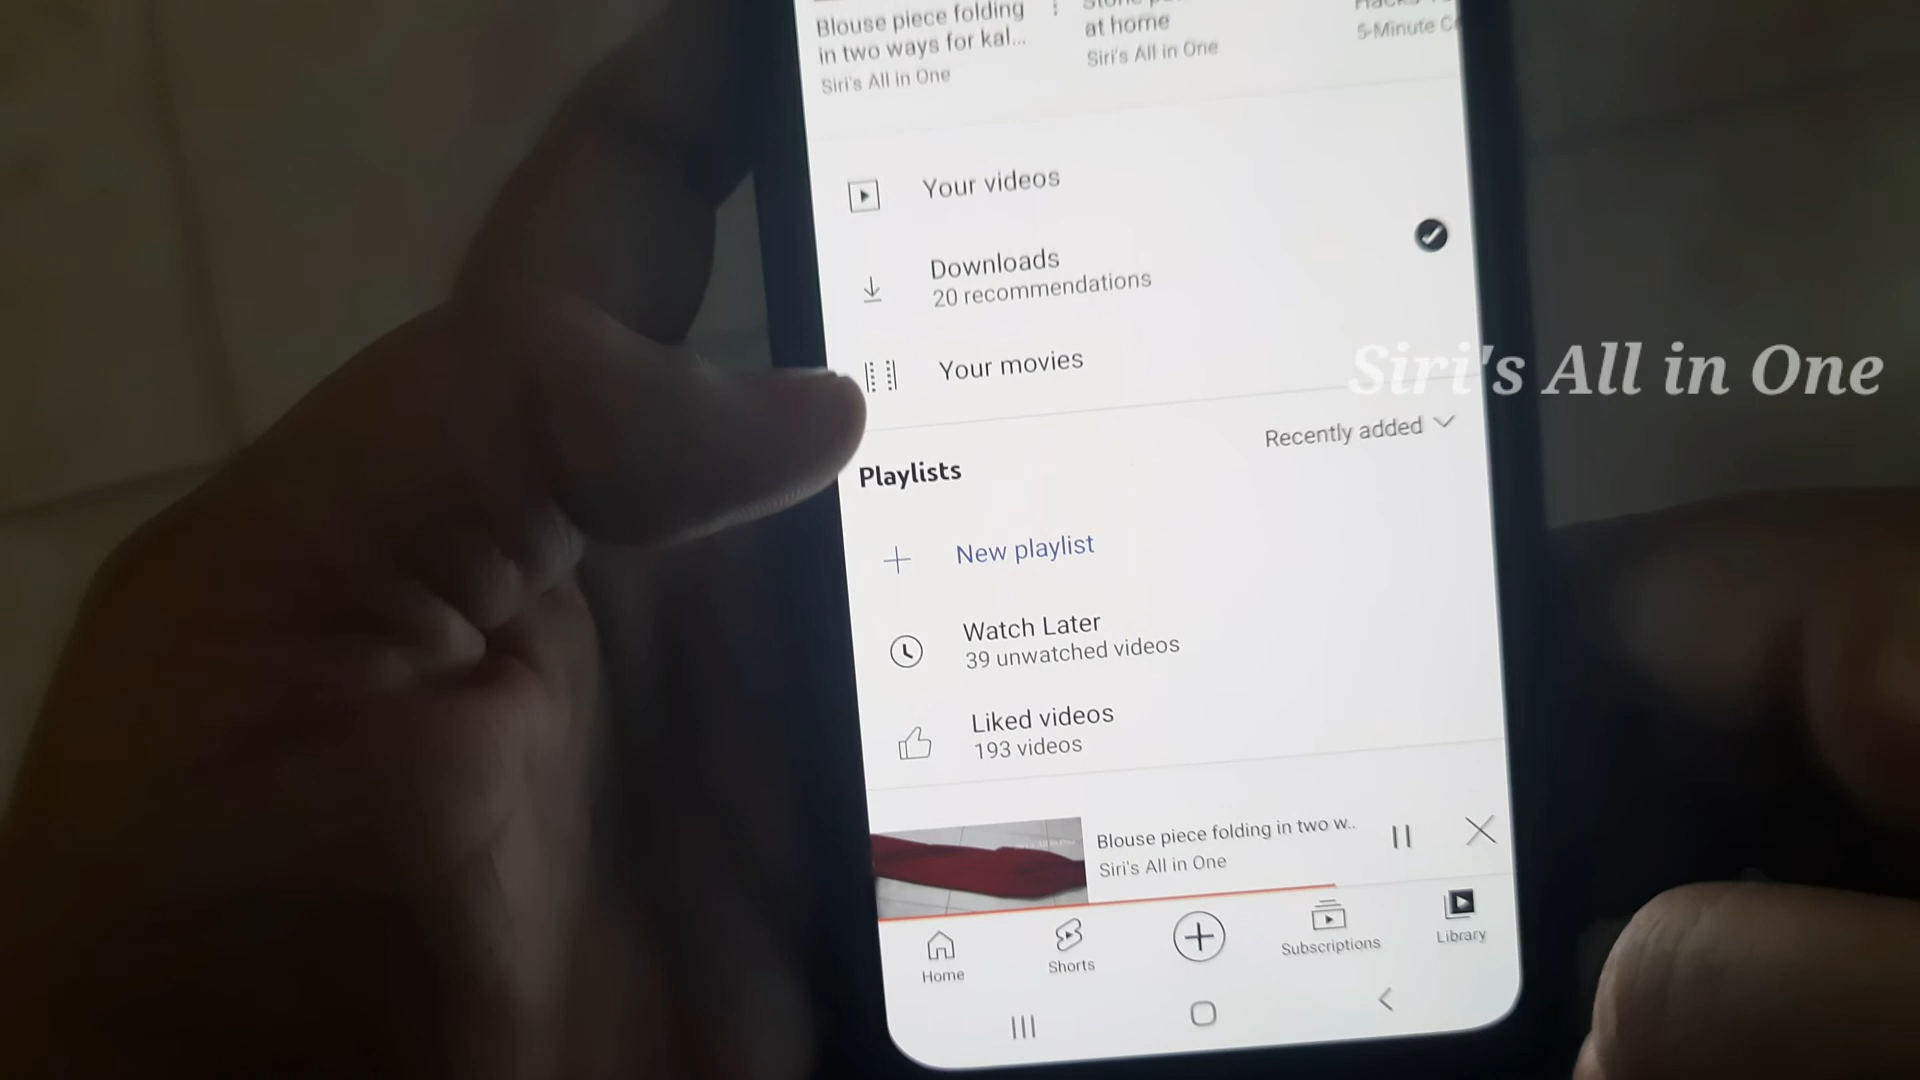 Blouse piece folding
in two ways for kal...
Siri's All in One
at home
Siri's All in One
5-Minute
Your videos
Downloads
20 recommendations
Your movies
Siri's All in One
Recently added
Playlists
New playlist
Watch Later
39 unwatched videos
Liked videos
193 videos
Blouse piece folding in two w..
Siri's All in One
Home
Shorts
Subscriptions
Library